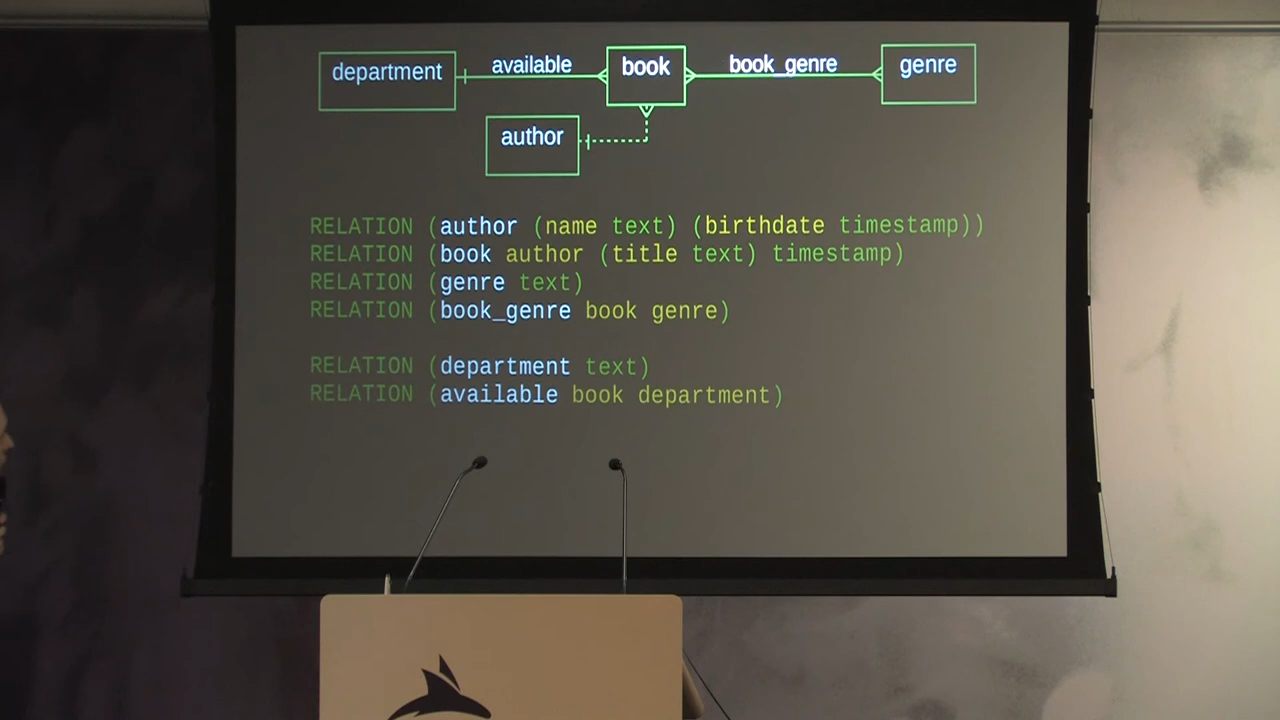 department available book book_genre genre
author
RELATION (author (name text) (birthdate timestamp))
RELATION (book author (title text) timestamp)
RELATION (genre text)
RELATION (book_genre book genre)
RELATION (department text)
RELATION (available book department)